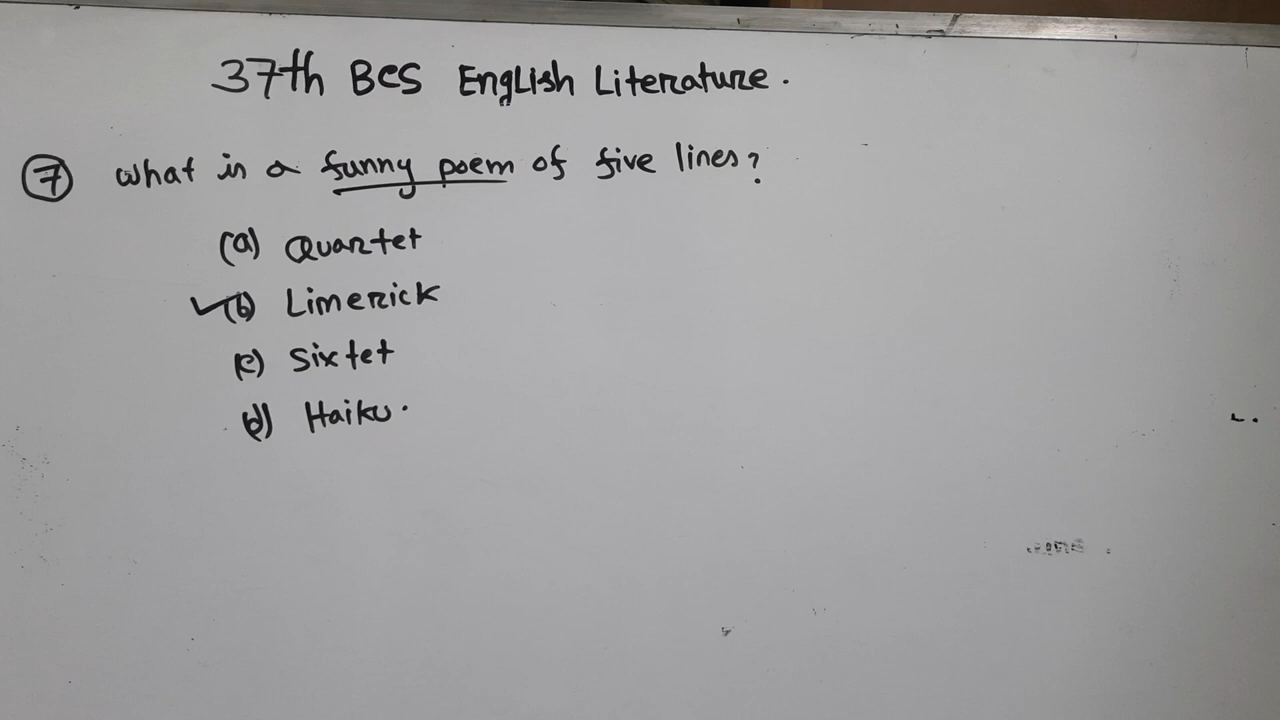 37th BCS English Literature.
7 What is a funny poem of five lines?
(a) Quartet
(b) Limerick
(c) Sixtet
(d) Haiku.